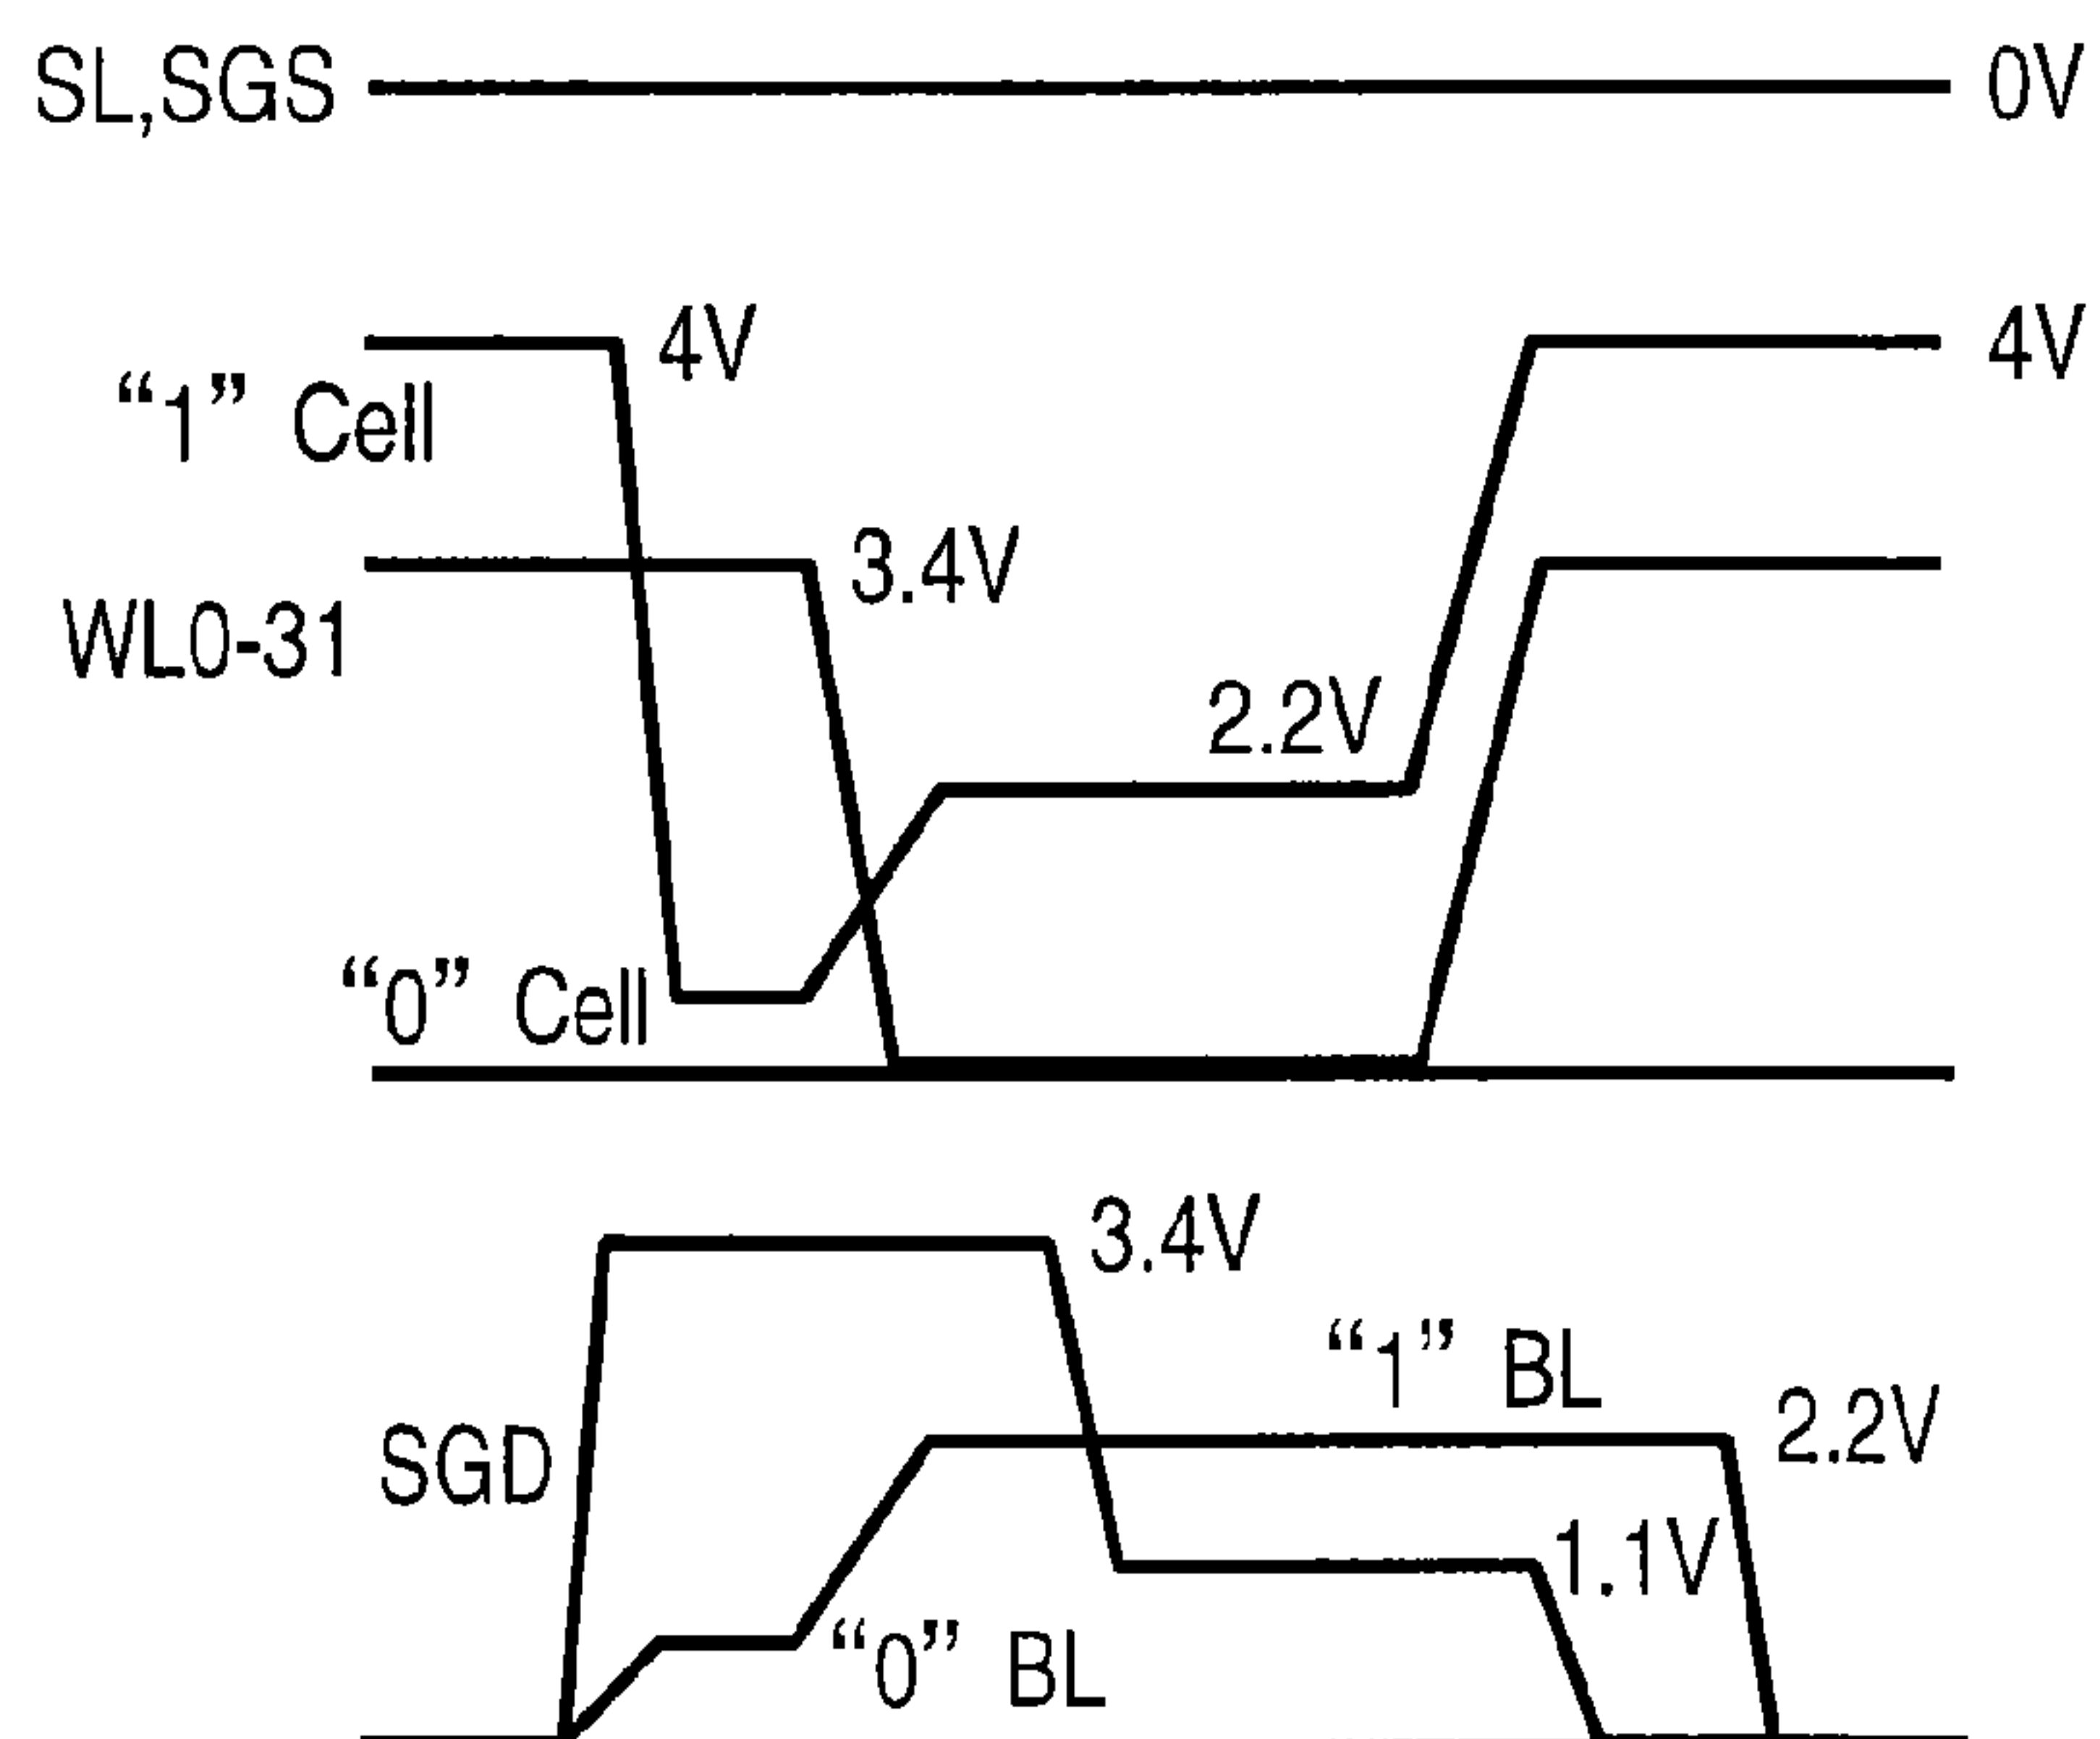 SL,SGS
0V
4V
4V
“1” Cell
3.4V
WL0-31
2.2V
“0” Cell
3.4V
“1” BL
2.2V
SGD
1.1V
“0” BL